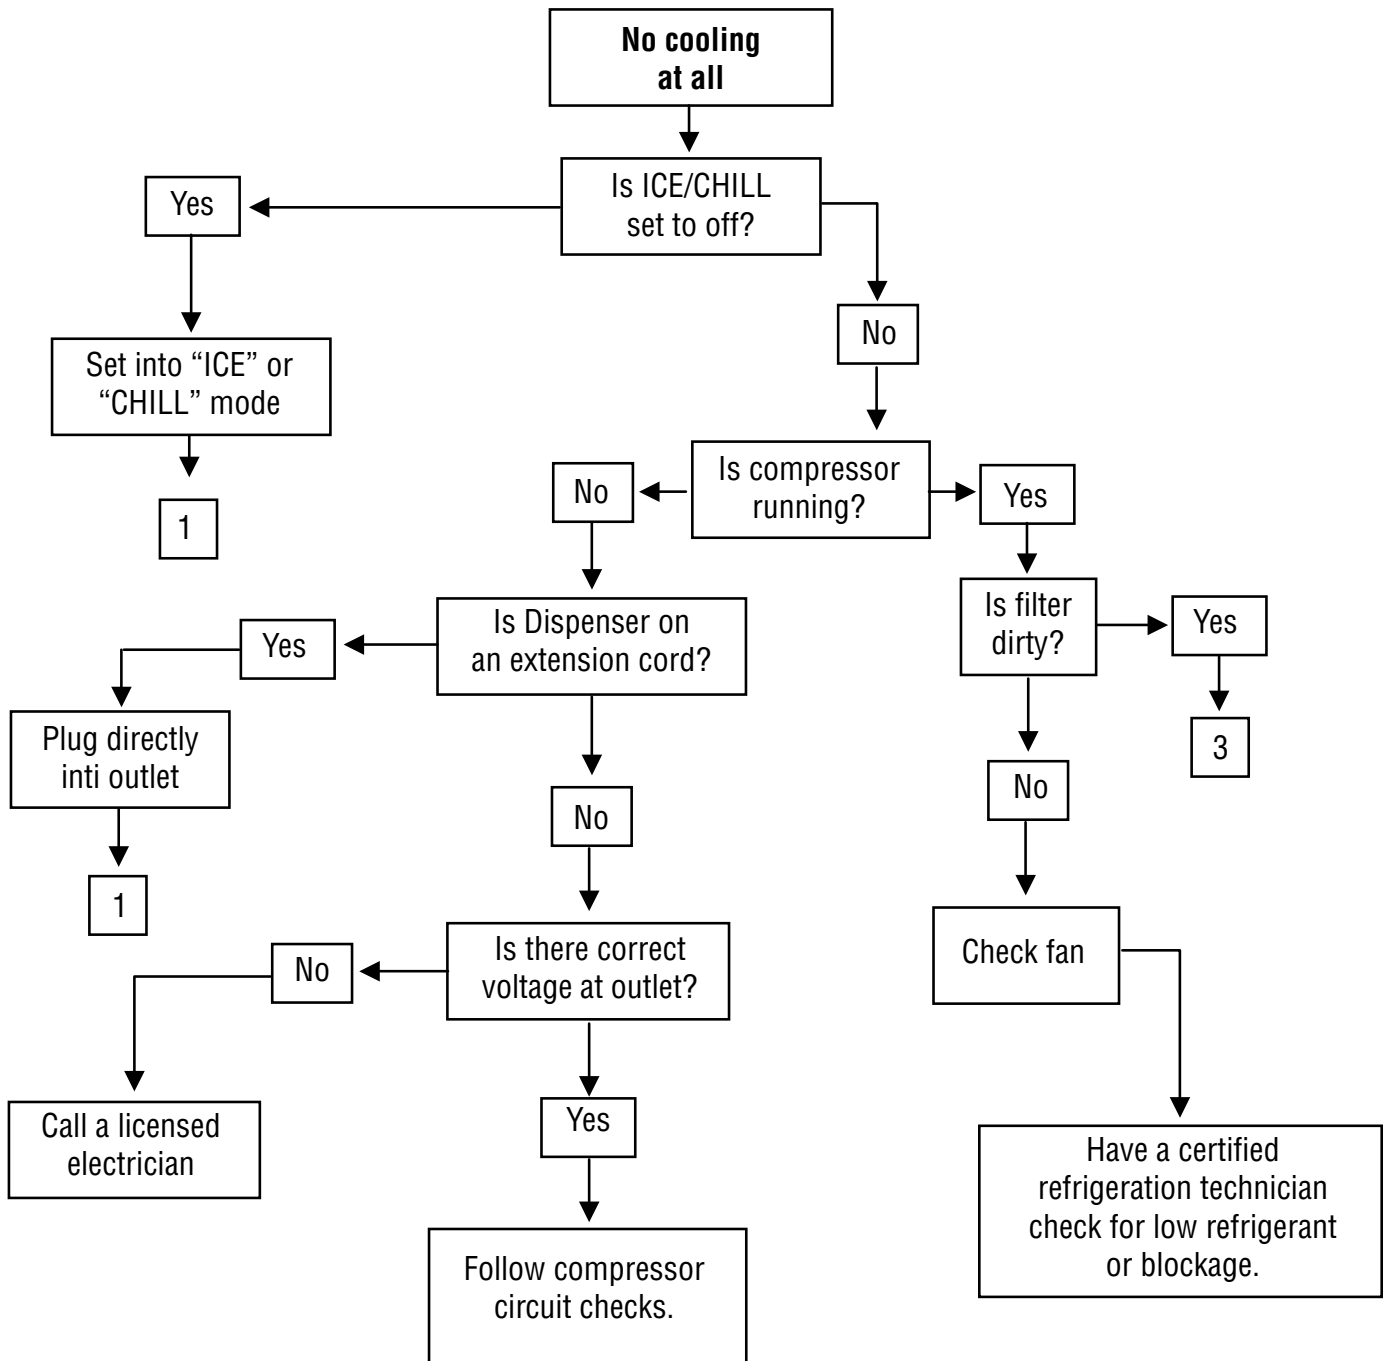 No cooling
at all
Is ICE/CHILL
set to off?
Yes
No
Set into “ICE” or
“CHILL” mode
1
Is compressor
running?
No
Yes
Is Dispenser on
an extension cord?
Yes
Is filter
dirty?
Yes
Plug directly
inti outlet
1
No
3
No
Is there correct
voltage at outlet?
No
Check fan
Call a licensed
electrician
Yes
Have a certified
refrigeration technician
check for low refrigerant
or blockage.
Follow compressor
circuit checks.